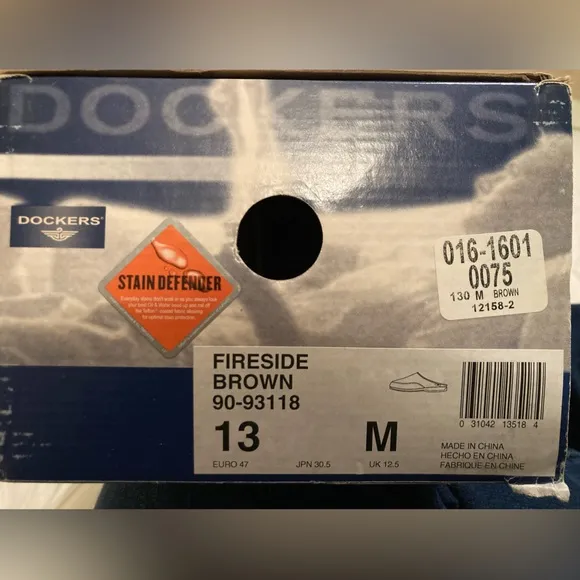 DOCKERS
DOCKERS®
STAIN DEFENDER
016-1601
0075
130 M BROWN
12158-2
FIRESIDE
BROWN
90-93118
13 M
EURO 47 JPN 30.5 UK 12.5
0 31042 13518 4
MADE IN CHINA
HECHO EN CHINA
FABRIQUE EN CHINE